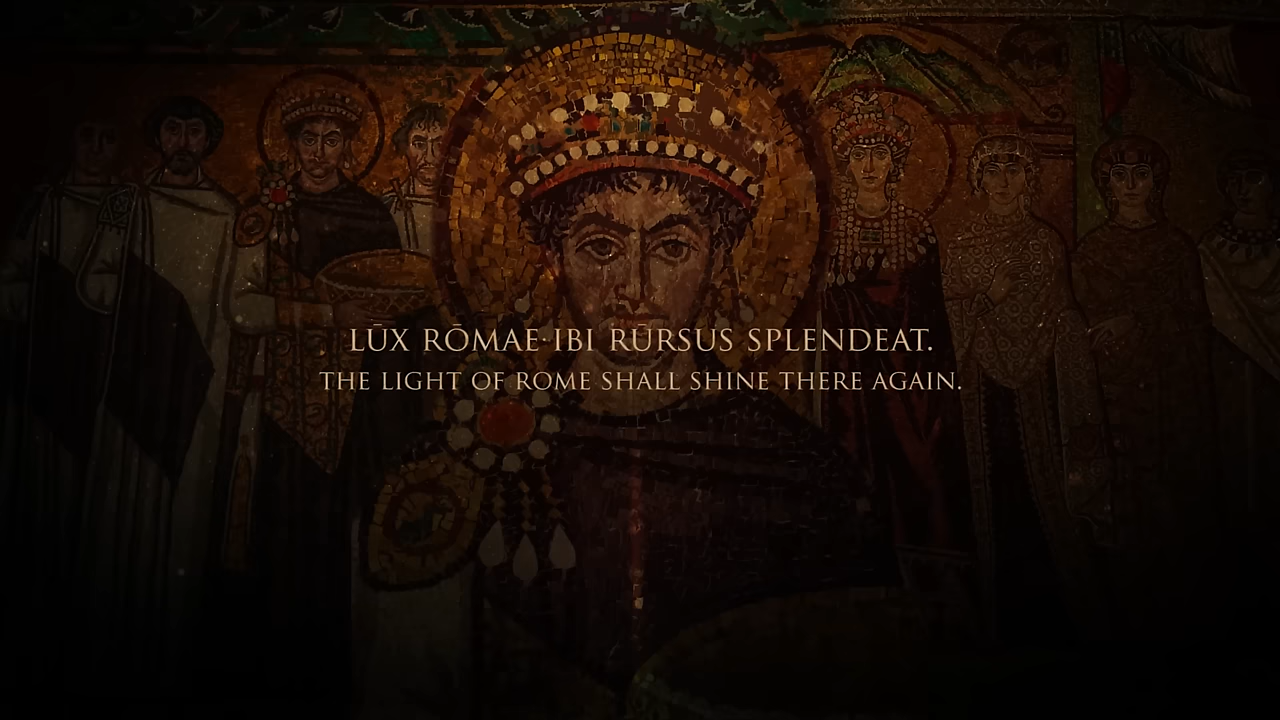 LŪX RŌMAE·IBI RŪRSUS SPLENDEAT.
THE LIGHT OF ROME SHALL SHINE THERE AGAIN.